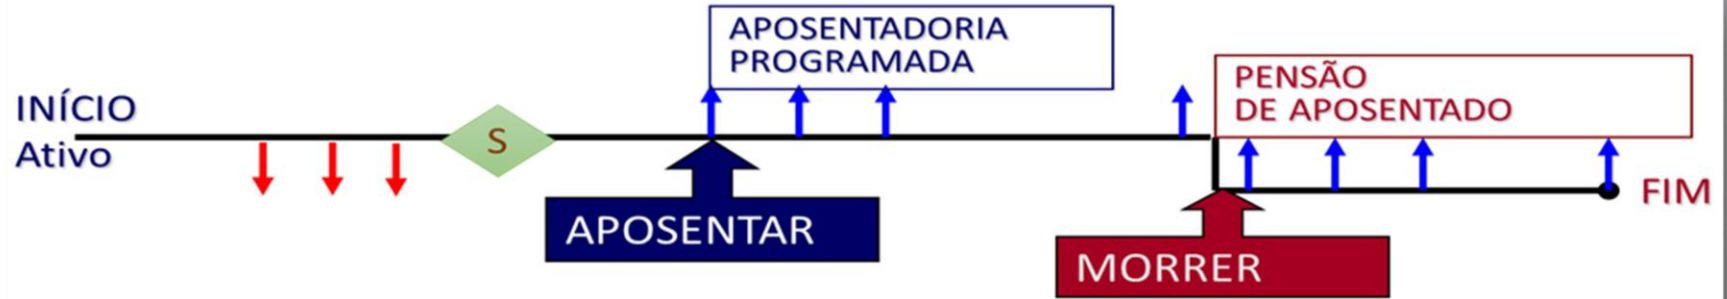 INÍCIO
Ativo
S
APOSENTADORIA
PROGRAMADA
APOSENTAR
PENSÃO
DE APOSENTADO
MORRER
FIM